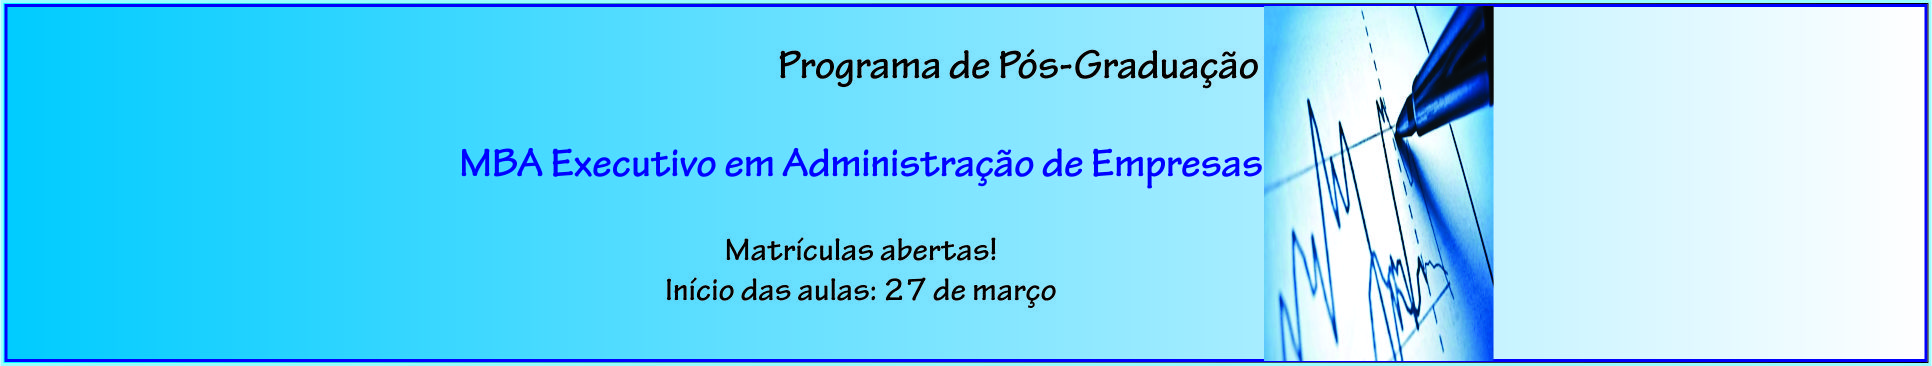 Programa de Pós-Graduação
MBA Executivo em Administração de Empresas
Matrículas abertas!
Início das aulas: 27 de março